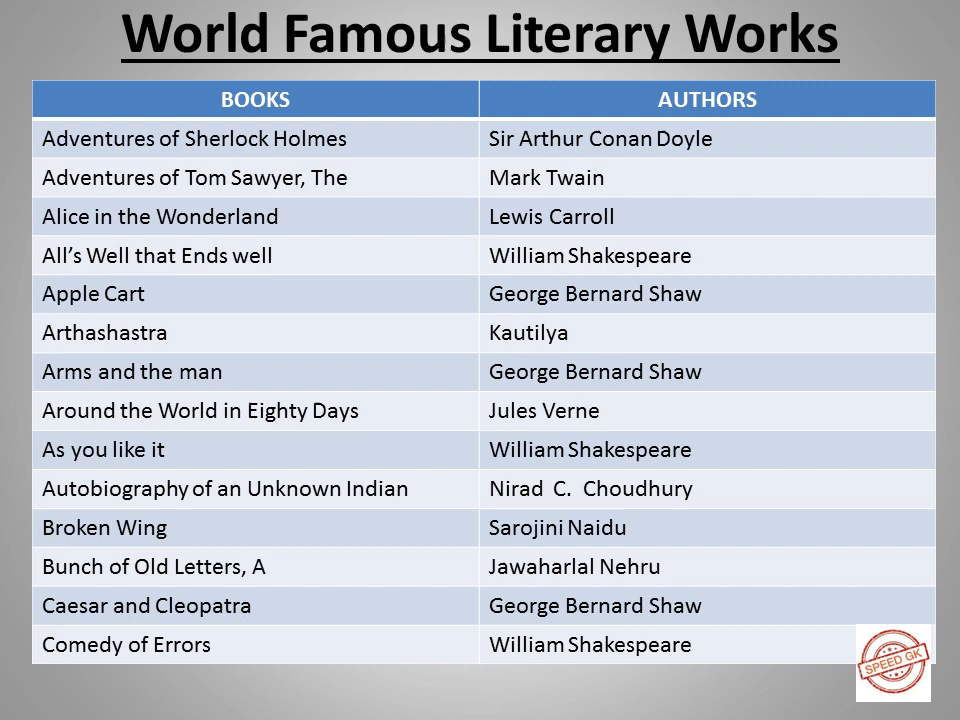 World Famous Literary Works
BOOKS AUTHORS
Adventures of Sherlock Holmes Sir Arthur Conan Doyle
Adventures of Tom Sawyer, The Mark Twain
Alice in the Wonderland Lewis Carroll
All’s Well that Ends well William Shakespeare
Apple Cart George Bernard Shaw
Arthashastra Kautilya
Arms and the man George Bernard Shaw
Around the World in Eighty Days Jules Verne
As you like it William Shakespeare
Autobiography of an Unknown Indian Nirad C. Choudhury
Broken Wing Sarojini Naidu
Bunch of Old Letters, A Jawaharlal Nehru
Caesar and Cleopatra George Bernard Shaw
Comedy of Errors William Shakespeare
SPEED GK